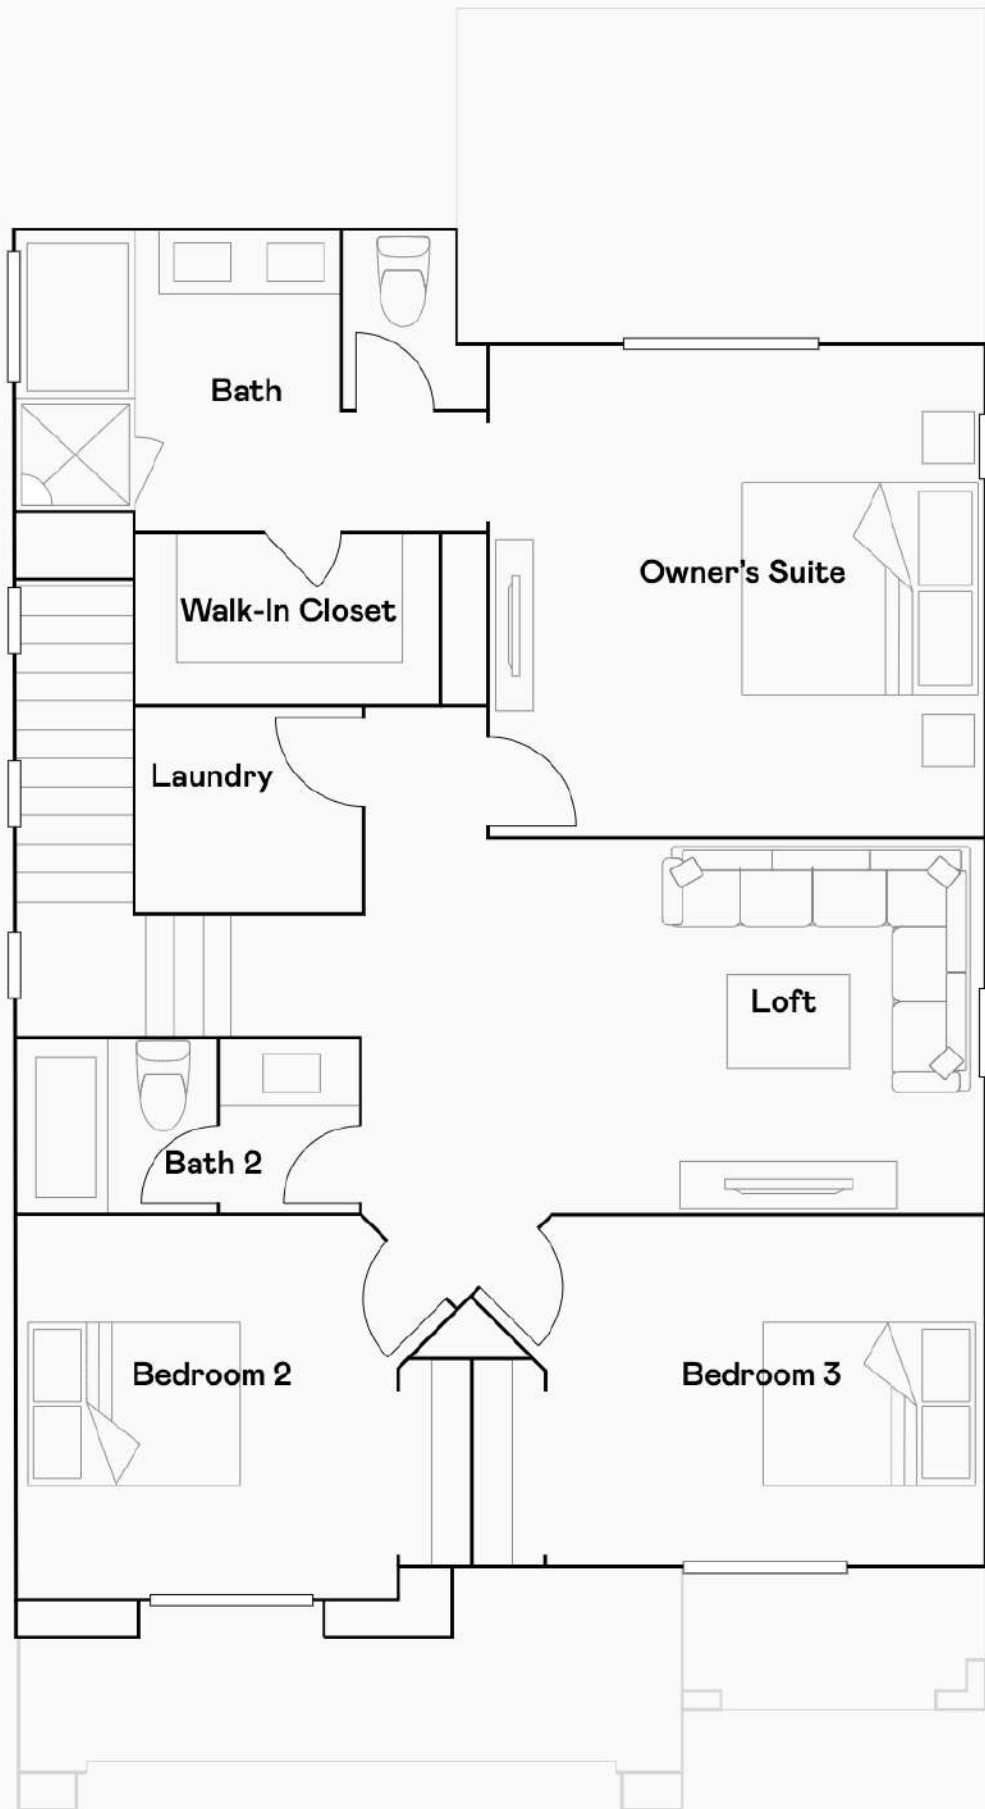 Bath
Owner's Suite
Walk-In Closet
Laundry
Loft
Bath 2
Bedroom 2
Bedroom 3